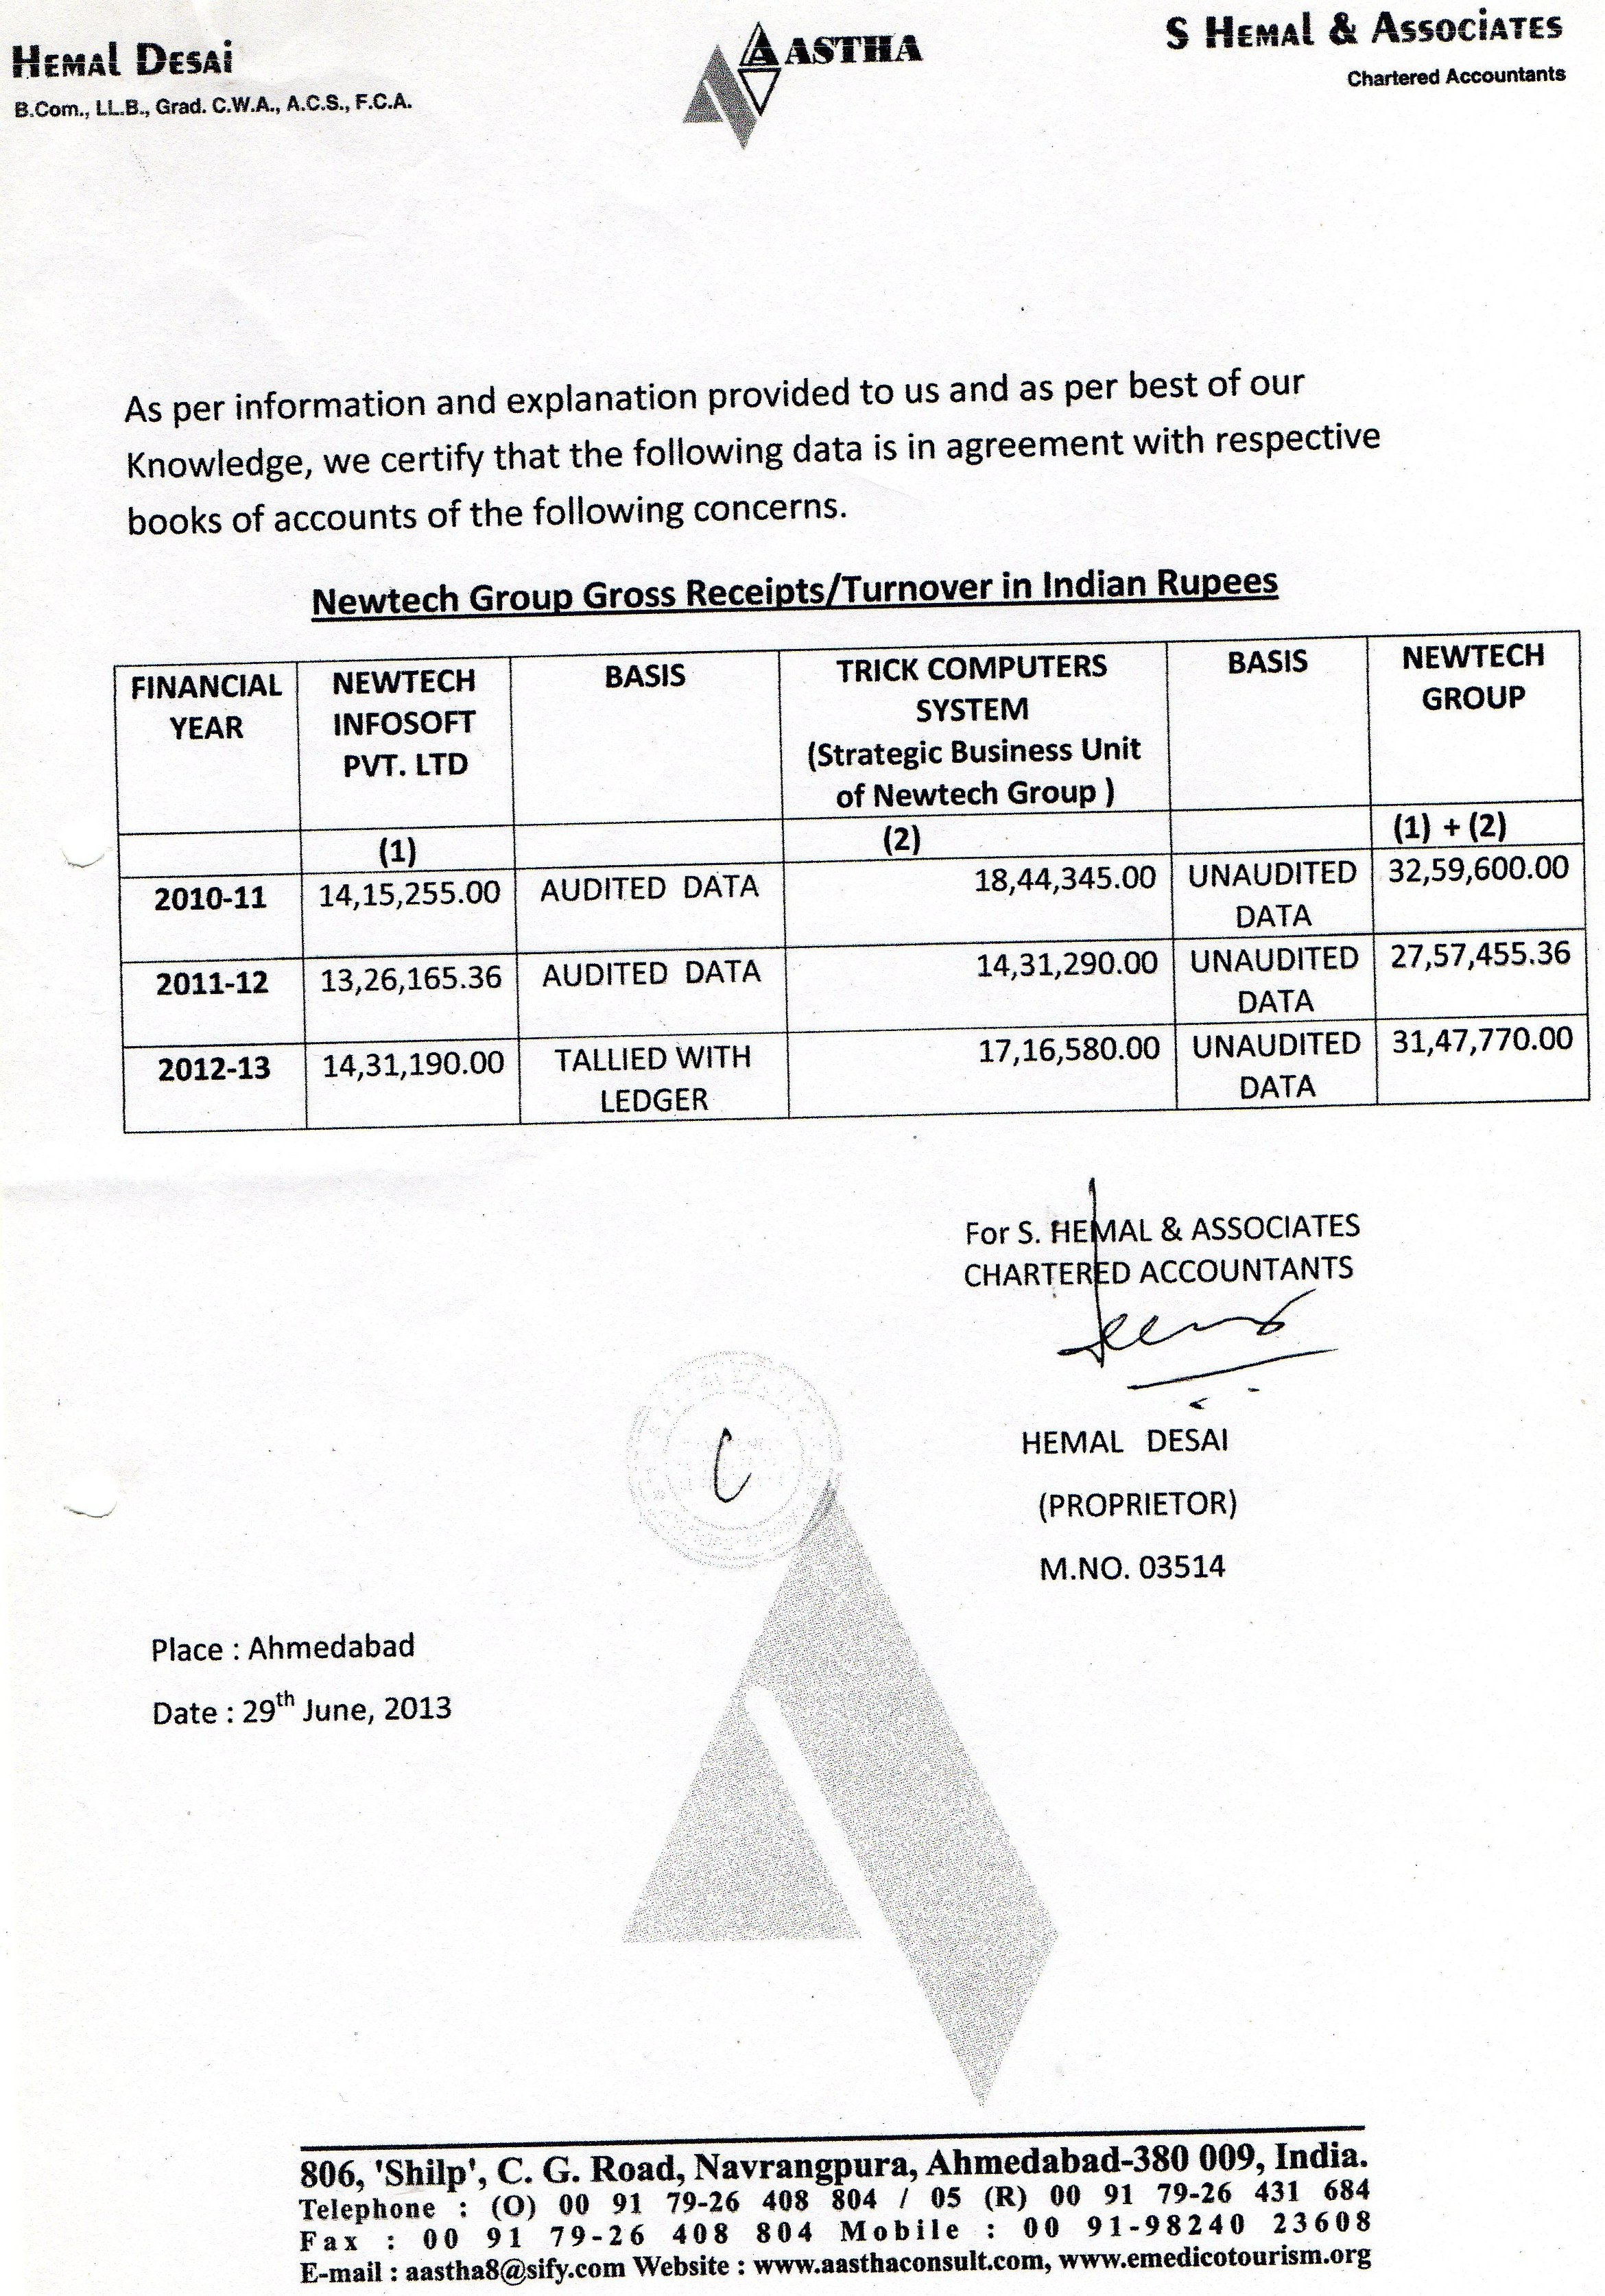 Hemal Desai
B.Com., LL.B., Grad. C.W.A., A.C.S., F.C.A.
AASTHA
S Hemal & Associates
Chartered Accountants
As per information and explanation provided to us and as per best of our
Knowledge, we certify that the following data is in agreement with respective
books of accounts of the following concerns.
Newtech Group Gross Receipts/Turnover in Indian Rupees
FINANCIAL YEAR NEWTECH INFOSOFT PVT. LTD BASIS TRICK COMPUTERS SYSTEM (Strategic Business Unit of Newtech Group ) BASIS NEWTECH GROUP
(1) (2) (1) + (2)
2010-11 14,15,255.00 AUDITED DATA 18,44,345.00 UNAUDITED DATA 32,59,600.00
2011-12 13,26,165.36 AUDITED DATA 14,31,290.00 UNAUDITED DATA 27,57,455.36
2012-13 14,31,190.00 TALLIED WITH LEDGER 17,16,580.00 UNAUDITED DATA 31,47,770.00
For S. HEMAL & ASSOCIATES
CHARTERED ACCOUNTANTS
HEMAL DESAI
(PROPRIETOR)
M.NO. 03514
Place : Ahmedabad
Date : 29th June, 2013
806, 'Shilp', C. G. Road, Navrangpura, Ahmedabad-380 009, India.
Telephone : (O) 00 91 79-26 408 804 / 05 (R) 00 91 79-26 431 684
Fax : 00 91 79-26 408 804 Mobile : 00 91-98240 23608
E-mail : aastha8@sify.com Website : www.aasthaconsult.com, www.emedicotourism.org